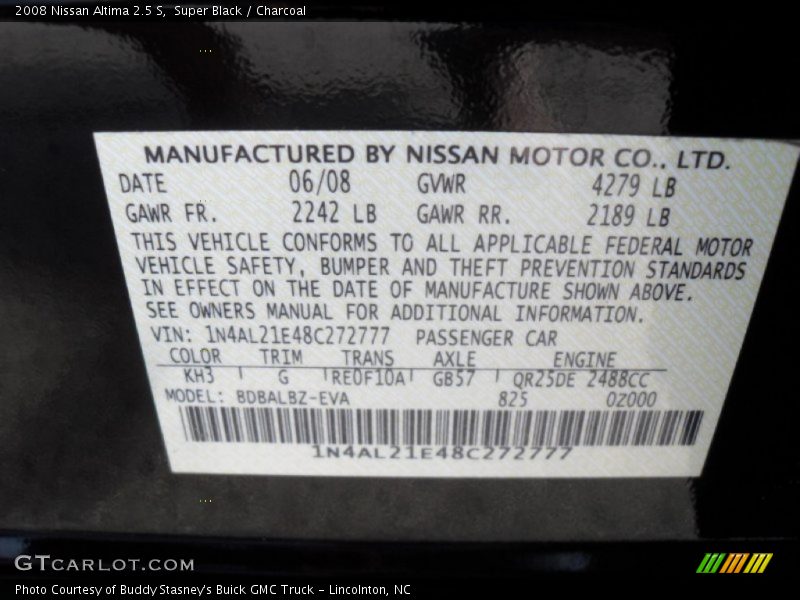 2008 Nissan Altima 2.5 S, Super Black / Charcoal
MANUFACTURED BY NISSAN MOTOR CO., LTD.
DATE 06/08 GVWR 4279 LB
GAWR FR. 2242 LB GAWR RR. 2189 LB
THIS VEHICLE CONFORMS TO ALL APPLICABLE FEDERAL MOTOR
VEHICLE SAFETY, BUMPER AND THEFT PREVENTION STANDARDS
IN EFFECT ON THE DATE OF MANUFACTURE SHOWN ABOVE.
SEE OWNERS MANUAL FOR ADDITIONAL INFORMATION.
VIN: 1N4AL21E48C272777 PASSENGER CAR
COLOR TRIM TRANS AXLE ENGINE
KH3 G RE0F10A GB57 QR25DE 2488CC
MODEL: BDBALBZ-EVA 825 0Z000
1N4AL21E48C272777
GTCARLOT.COM
Photo Courtesy of Buddy Stasney's Buick GMC Truck - Lincolnton, NC